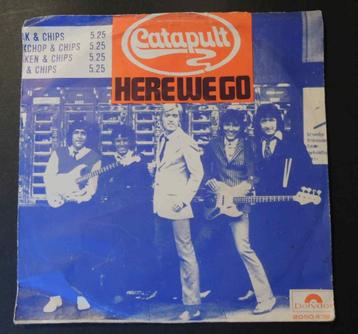 AK & CHIPS 5.25
KCHOP & CHIPS 5.25
KEN & CHIPS 5.25
& CHIPS 5.25
Catapult
HERE WE GO
Polydor